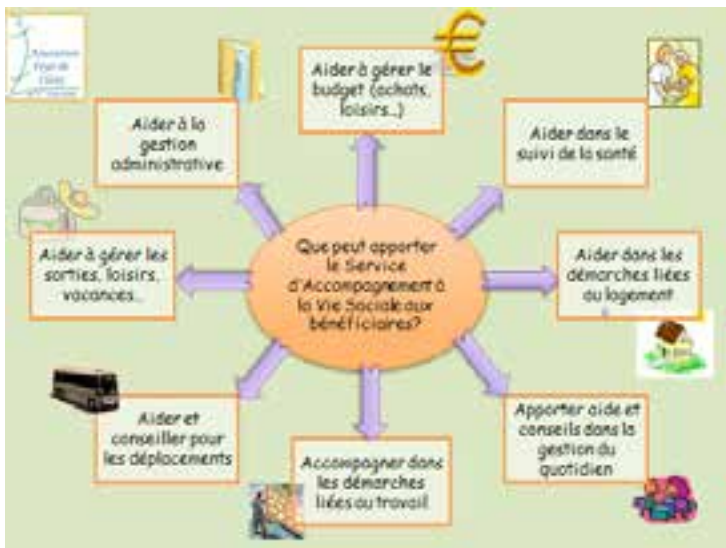 Aider à gérer le
budget (achats,
loisirs...)
Aider à la
gestion
administrative
Aider dans le
suivi de la santé
Aider à gérer les
sorties, loisirs,
vacances...
Que peut apporter
le Service
d'Accompagnement à
la Vie Sociale aux
bénéficiaires?
Aider dans les
démarches liées
au logement
Aider et
conseiller pour
les déplacements
Accompagner dans
les démarches
liées au travail
Apporter aide et
conseils dans la
gestion du
quotidien